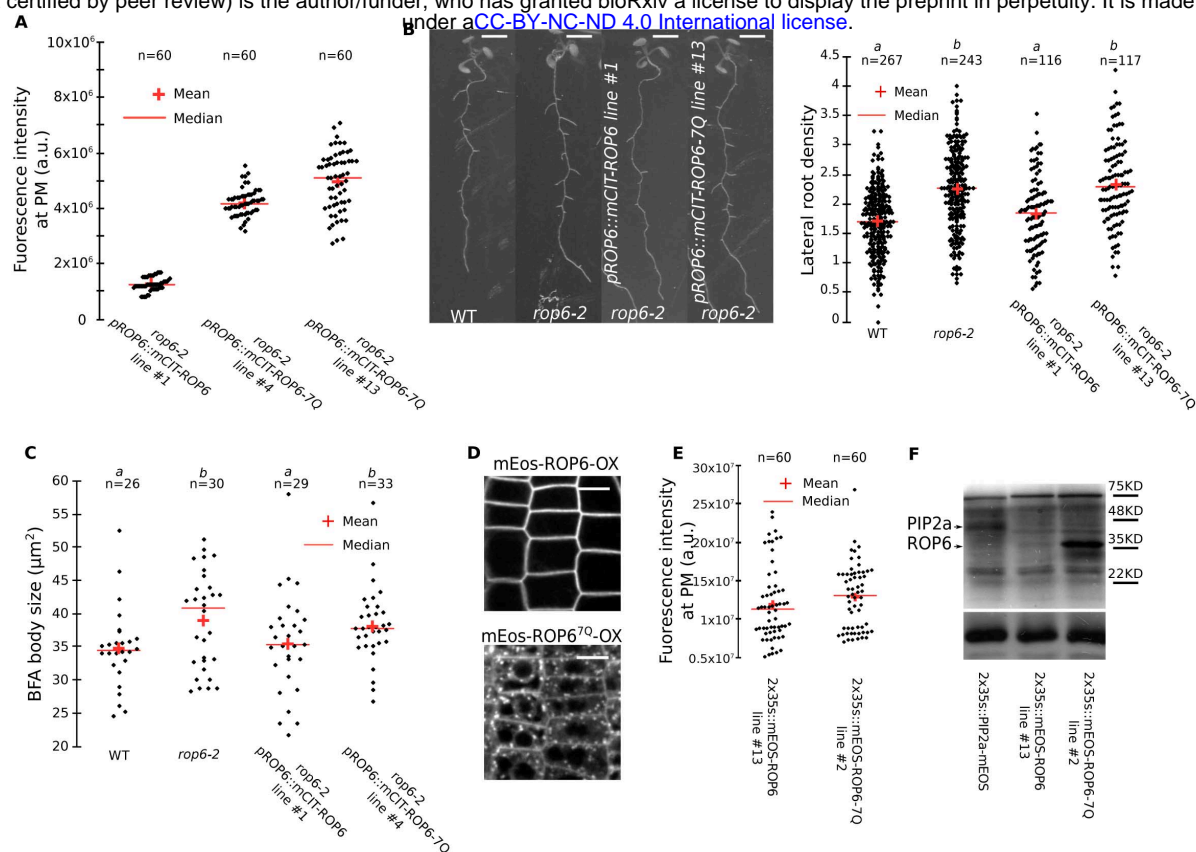 certified by peer review) is the author/funder, who has granted bioRxiv a license to display the preprint in perpetuity. It is made
under aCC-BY-NC-ND 4.0 International license.
A
Fuorescence intensity
at PM (a.u.)
10x10⁶
8x10⁶
6x10⁶
4x10⁶
2x10⁶
0
n=60
n=60
n=60
Mean
Median
rop6-2
pROP6::mCIT-ROP6
line #1
rop6-2
pROP6::mCIT-ROP6-7Q
line #4
rop6-2
pROP6::mCIT-ROP6-7Q
line #13
B
WT
rop6-2
pROP6::mCIT-ROP6 line #1
rop6-2
pROP6::mCIT-ROP6-7Q line #13
rop6-2
Lateral root density
4.5
4
3.5
3
2.5
2
1.5
1
0.5
0
a
n=267
b
n=243
a
n=116
b
n=117
Mean
Median
WT
rop6-2
rop6-2
pROP6::mCIT-ROP6
line #1
rop6-2
pROP6::mCIT-ROP6-7Q
line #13
C
BFA body size (µm²)
60
55
50
45
40
35
30
25
20
a
n=26
b
n=30
a
n=29
b
n=33
Mean
Median
WT
rop6-2
rop6-2
pROP6::mCIT-ROP6
line #1
rop6-2
pROP6::mCIT-ROP6-7Q
line #4
D
mEos-ROP6-OX
mEos-ROP6⁷Q-OX
E
Fuorescence intensity
at PM (a.u.)
30x10⁷
25x10⁷
20x10⁷
15x10⁷
1x10⁷
0.5x10⁷
n=60
n=60
Mean
Median
2x35s::mEOS-ROP6
line #13
2x35s::mEOS-ROP6-7Q
line #2
F
PIP2a
ROP6
75KD
48KD
35KD
22KD
2x35s::PIP2a-mEOS
2x35s::mEOS-ROP6
line #13
2x35s::mEOS-ROP6-7Q
line #2